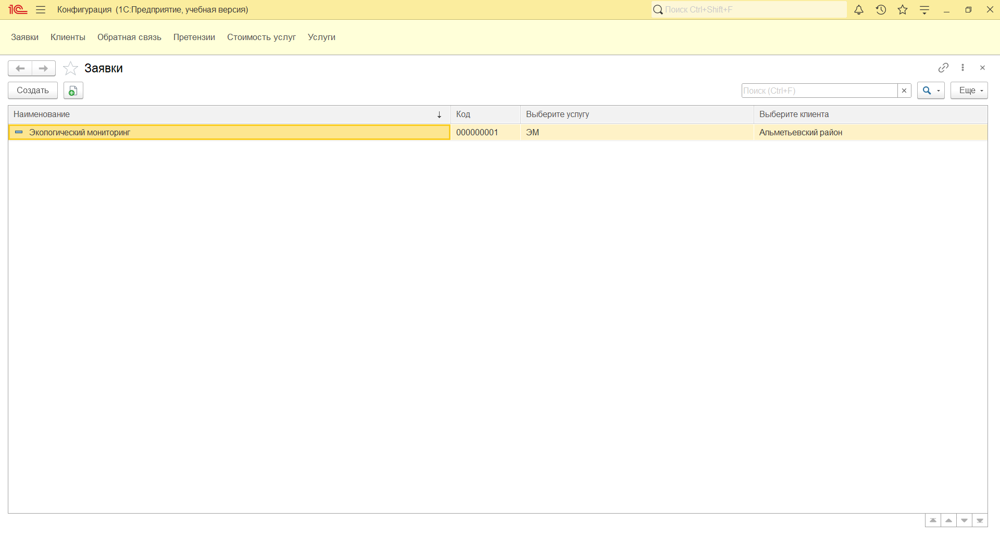 1С Конфигурация (1С:Предприятие, учебная версия) Поиск Ctrl+Shift+F
Заявки Клиенты Обратная связь Претензии Стоимость услуг Услуги
Заявки
Создать Поиск (Ctrl+F) Еще
Наименование Код Выберите услугу Выберите клиента
Экологический мониторинг 000000001 ЭМ Альметьевский район